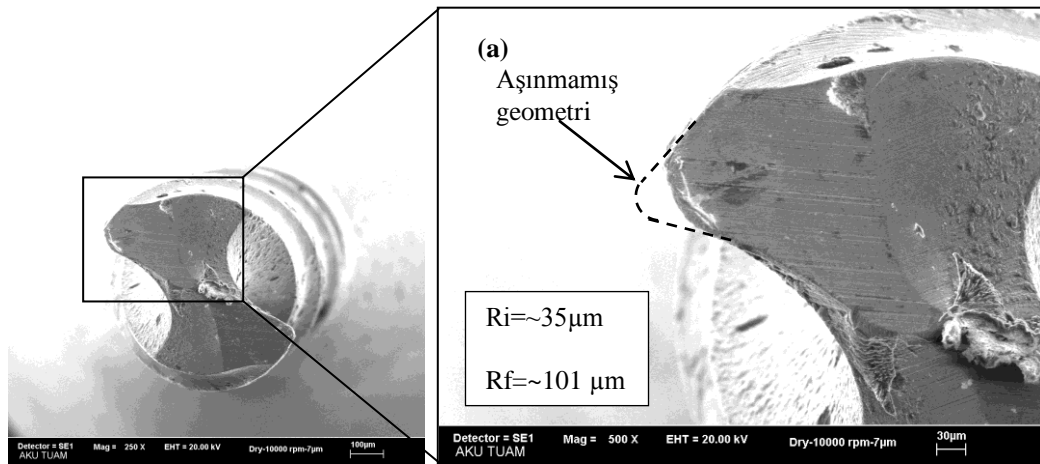 (a)
Aşınmamış
geometri
Ri=~35µm
Rf=~101 µm
Detector = SE1 Mag = 250 X EHT = 20.00 kV Dry-10000 rpm-7µm 100µm
AKU TUAM
Detector = SE1 Mag = 500 X EHT = 20.00 kV Dry-10000 rpm-7µm 30µm
AKU TUAM